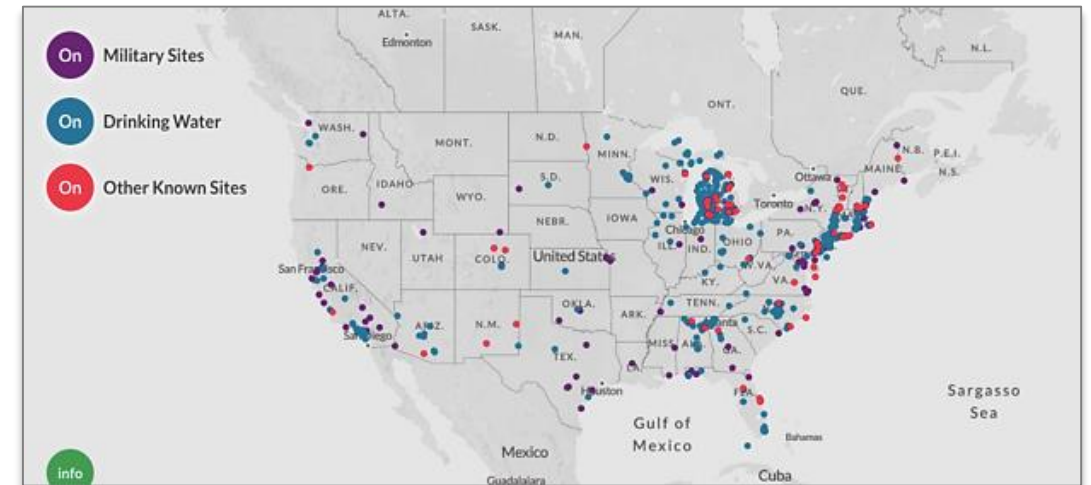 On Military Sites
On Drinking Water
On Other Known Sites
info
ALTA.
Edmonton
SASK.
MAN.
N.L.
ONT.
QUE.
WASH.
MONT.
N.D.
MINN.
N.B.
P.E.I.
MAINE
N.S.
Ottawa
ORE.
IDAHO
S.D.
WIS.
WYO.
Toronto
N.Y.
NEBR.
IOWA
Chicago
PA.
NEV.
UTAH
COLO.
United States
ILL.
IND.
OHIO
San Francisco
CALIF.
W.VA.
VA.
KY.
OKLA.
TENN.
ARK.
San Diego
ARIZ.
N.M.
Atlanta
S.C.
MISS.
GA.
TEX.
LA.
Houston
FLA.
Sargasso
Sea
Gulf of
Mexico
Bahamas
Mexico
Cuba
Guadalajara